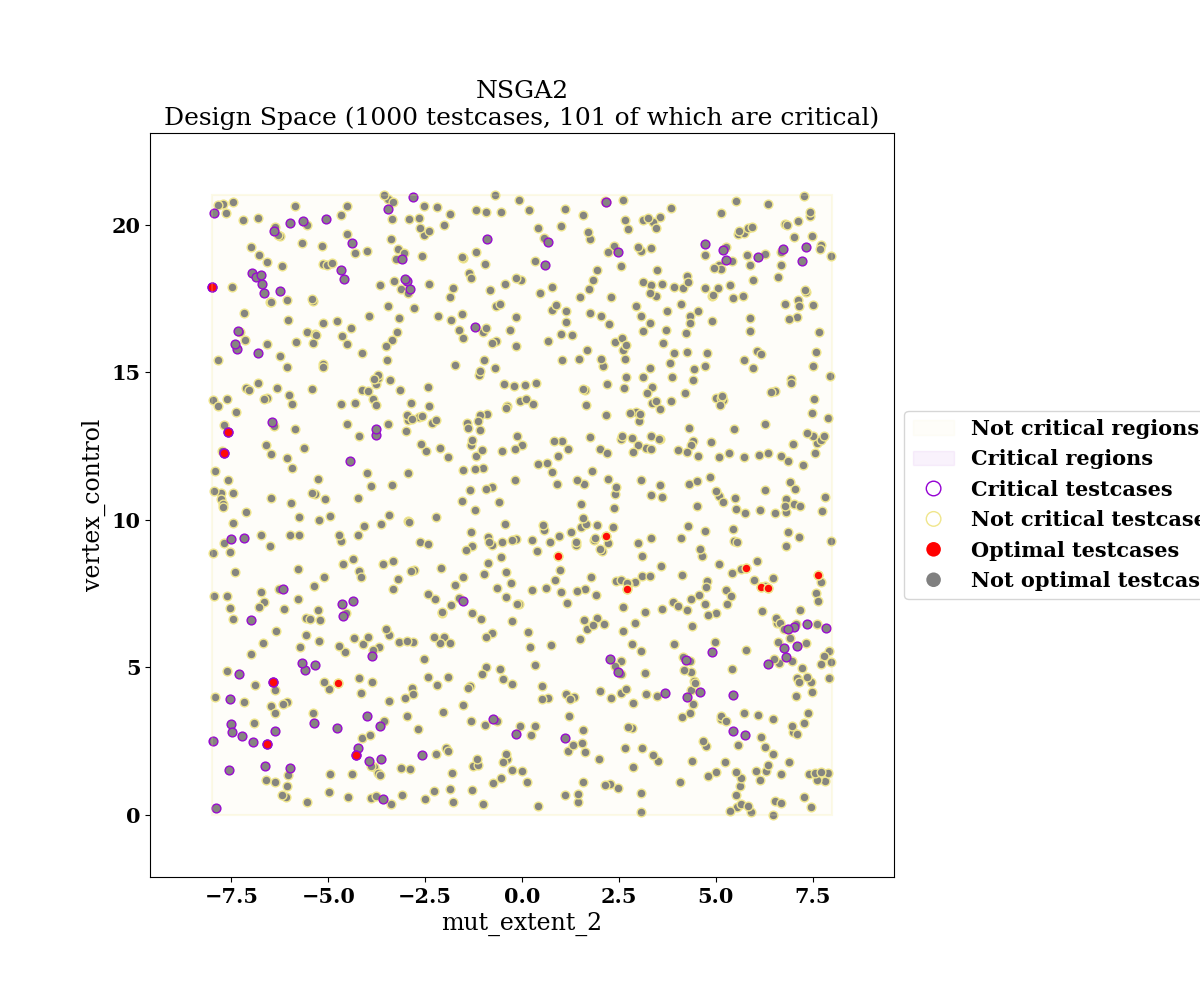 NSGA2
Design Space (1000 testcases, 101 of which are critical)
20
15
10
5
0
vertex_control
−7.5 −5.0 −2.5 0.0 2.5 5.0 7.5
mut_extent_2
Not critical regions
Critical regions
Critical testcases
Not critical testcase
Optimal testcases
Not optimal testcas